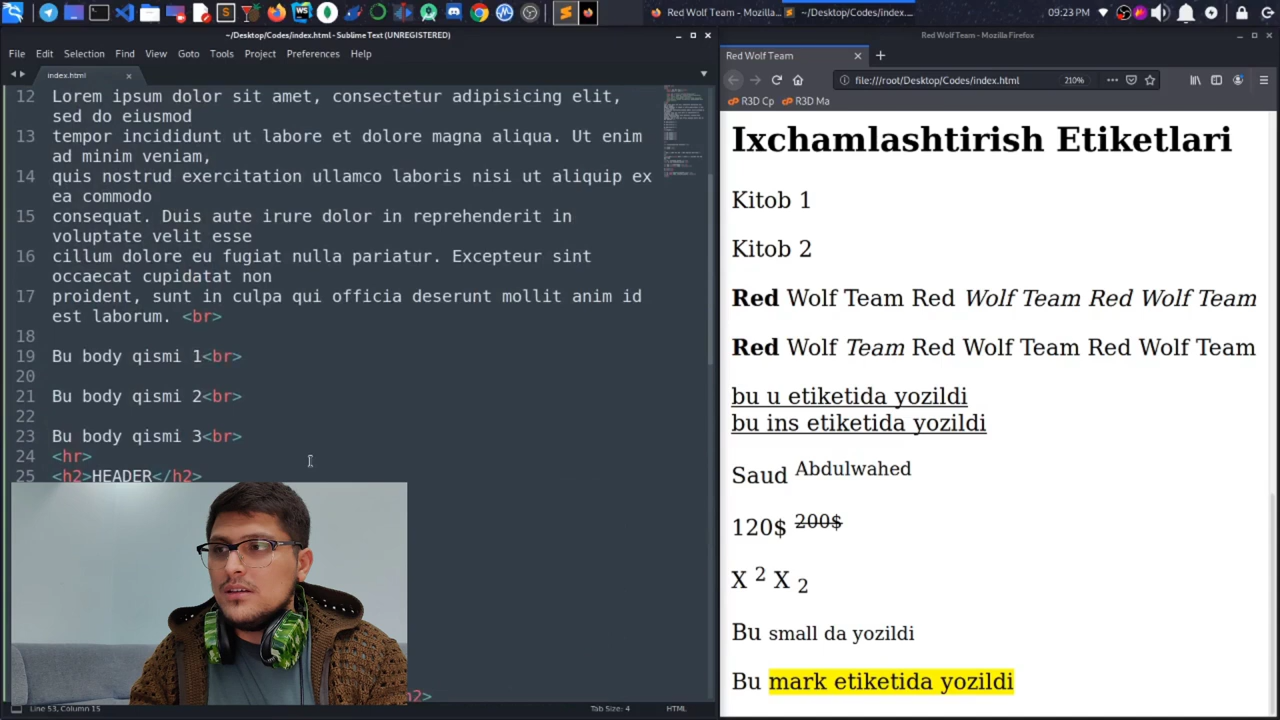 Red Wolf Team - Mozilla...
~/Desktop/Codes/index....
09:23 PM
~/Desktop/Codes/index.html - Sublime Text (UNREGISTERED)
File Edit Selection Find View Goto Tools Project Preferences Help
index.html
12 Lorem ipsum dolor sit amet, consectetur adipisicing elit,
sed do eiusmod
13 tempor incididunt ut labore et dolore magna aliqua. Ut enim
ad minim veniam,
14 quis nostrud exercitation ullamco laboris nisi ut aliquip ex
ea commodo
15 consequat. Duis aute irure dolor in reprehenderit in
voluptate velit esse
16 cillum dolore eu fugiat nulla pariatur. Excepteur sint
occaecat cupidatat non
17 proident, sunt in culpa qui officia deserunt mollit anim id
est laborum. <br>
18
19 Bu body qismi 1<br>
20
21 Bu body qismi 2<br>
22
23 Bu body qismi 3<br>
24 <hr>
25 <h2>HEADER</h2>
h2>
Line 53, Column 15
Tab Size: 4
HTML
Red Wolf Team - Mozilla Firefox
Red Wolf Team
file:///root/Desktop/Codes/index.html
210%
R3D Cp R3D Ma
Ixchamlashtirish Etiketlari
Kitob 1
Kitob 2
Red Wolf Team Red Wolf Team Red Wolf Team
Red Wolf Team Red Wolf Team Red Wolf Team
bu u etiketida yozildi
bu ins etiketida yozildi
Saud Abdulwahed
120$ 200$
X 2 X 2
Bu small da yozildi
Bu mark etiketida yozildi